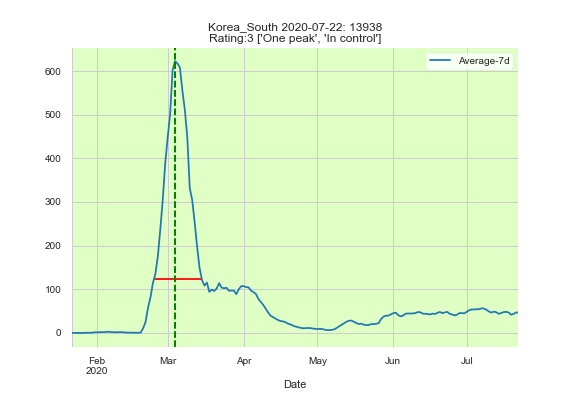 Korea_South 2020-07-22: 13938
Rating:3 ['One peak', 'In control']
Average-7d
600
500
400
300
200
100
0
Feb Mar Apr May Jun Jul
2020
Date